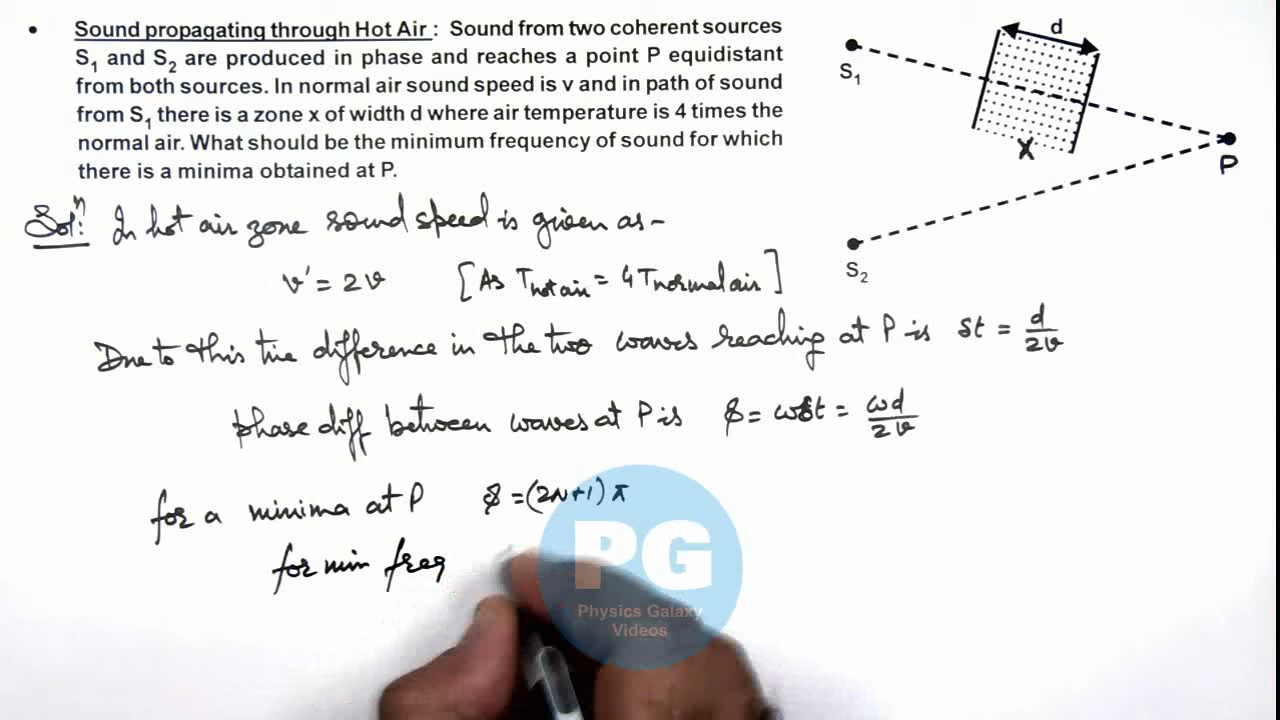 • Sound propagating through Hot Air : Sound from two coherent sources
S1 and S2 are produced in phase and reaches a point P equidistant
from both sources. In normal air sound speed is v and in path of sound
from S1 there is a zone x of width d where air temperature is 4 times the
normal air. What should be the minimum frequency of sound for which
there is a minima obtained at P.
d
S1
X
P
S2
Solⁿ: In hot air zone sound speed is given as–
v' = 2v [As Thot air = 4Tnormal air]
Due to this time difference in the two waves reaching at P is δt = d/2v
phase diff between waves at P is φ = ωδt = ωd/2v
for a minima at P φ = (2N+1)π
for min freq
PG
Physics Galaxy
Videos